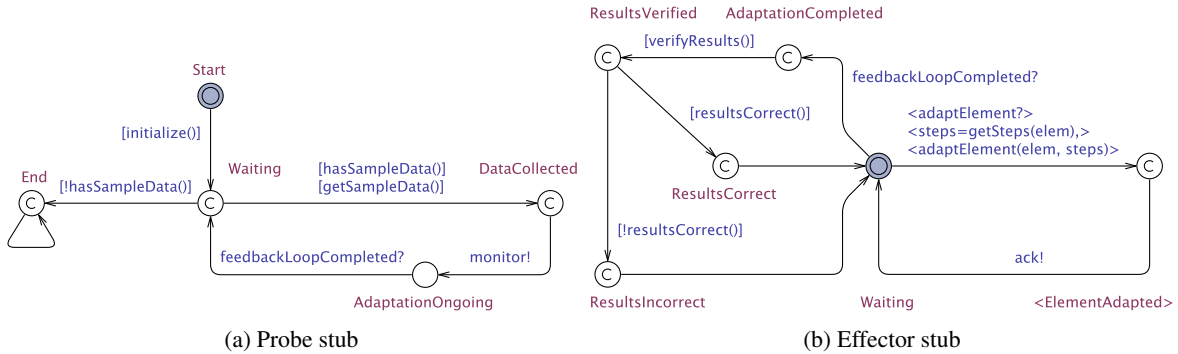 Start
[initialize()]
End
[!hasSampleData()]
Waiting
[hasSampleData()]
[getSampleData()]
DataCollected
feedbackLoopCompleted?
monitor!
AdaptationOngoing
C
C
C
(a) Probe stub
ResultsVerified
AdaptationCompleted
[verifyResults()]
C
C
feedbackLoopCompleted?
[resultsCorrect()]
<adaptElement?>
<steps=getSteps(elem),>
<adaptElement(elem, steps)>
C
C
ResultsCorrect
[!resultsCorrect()]
C
ack!
ResultsIncorrect
Waiting
<ElementAdapted>
(b) Effector stub